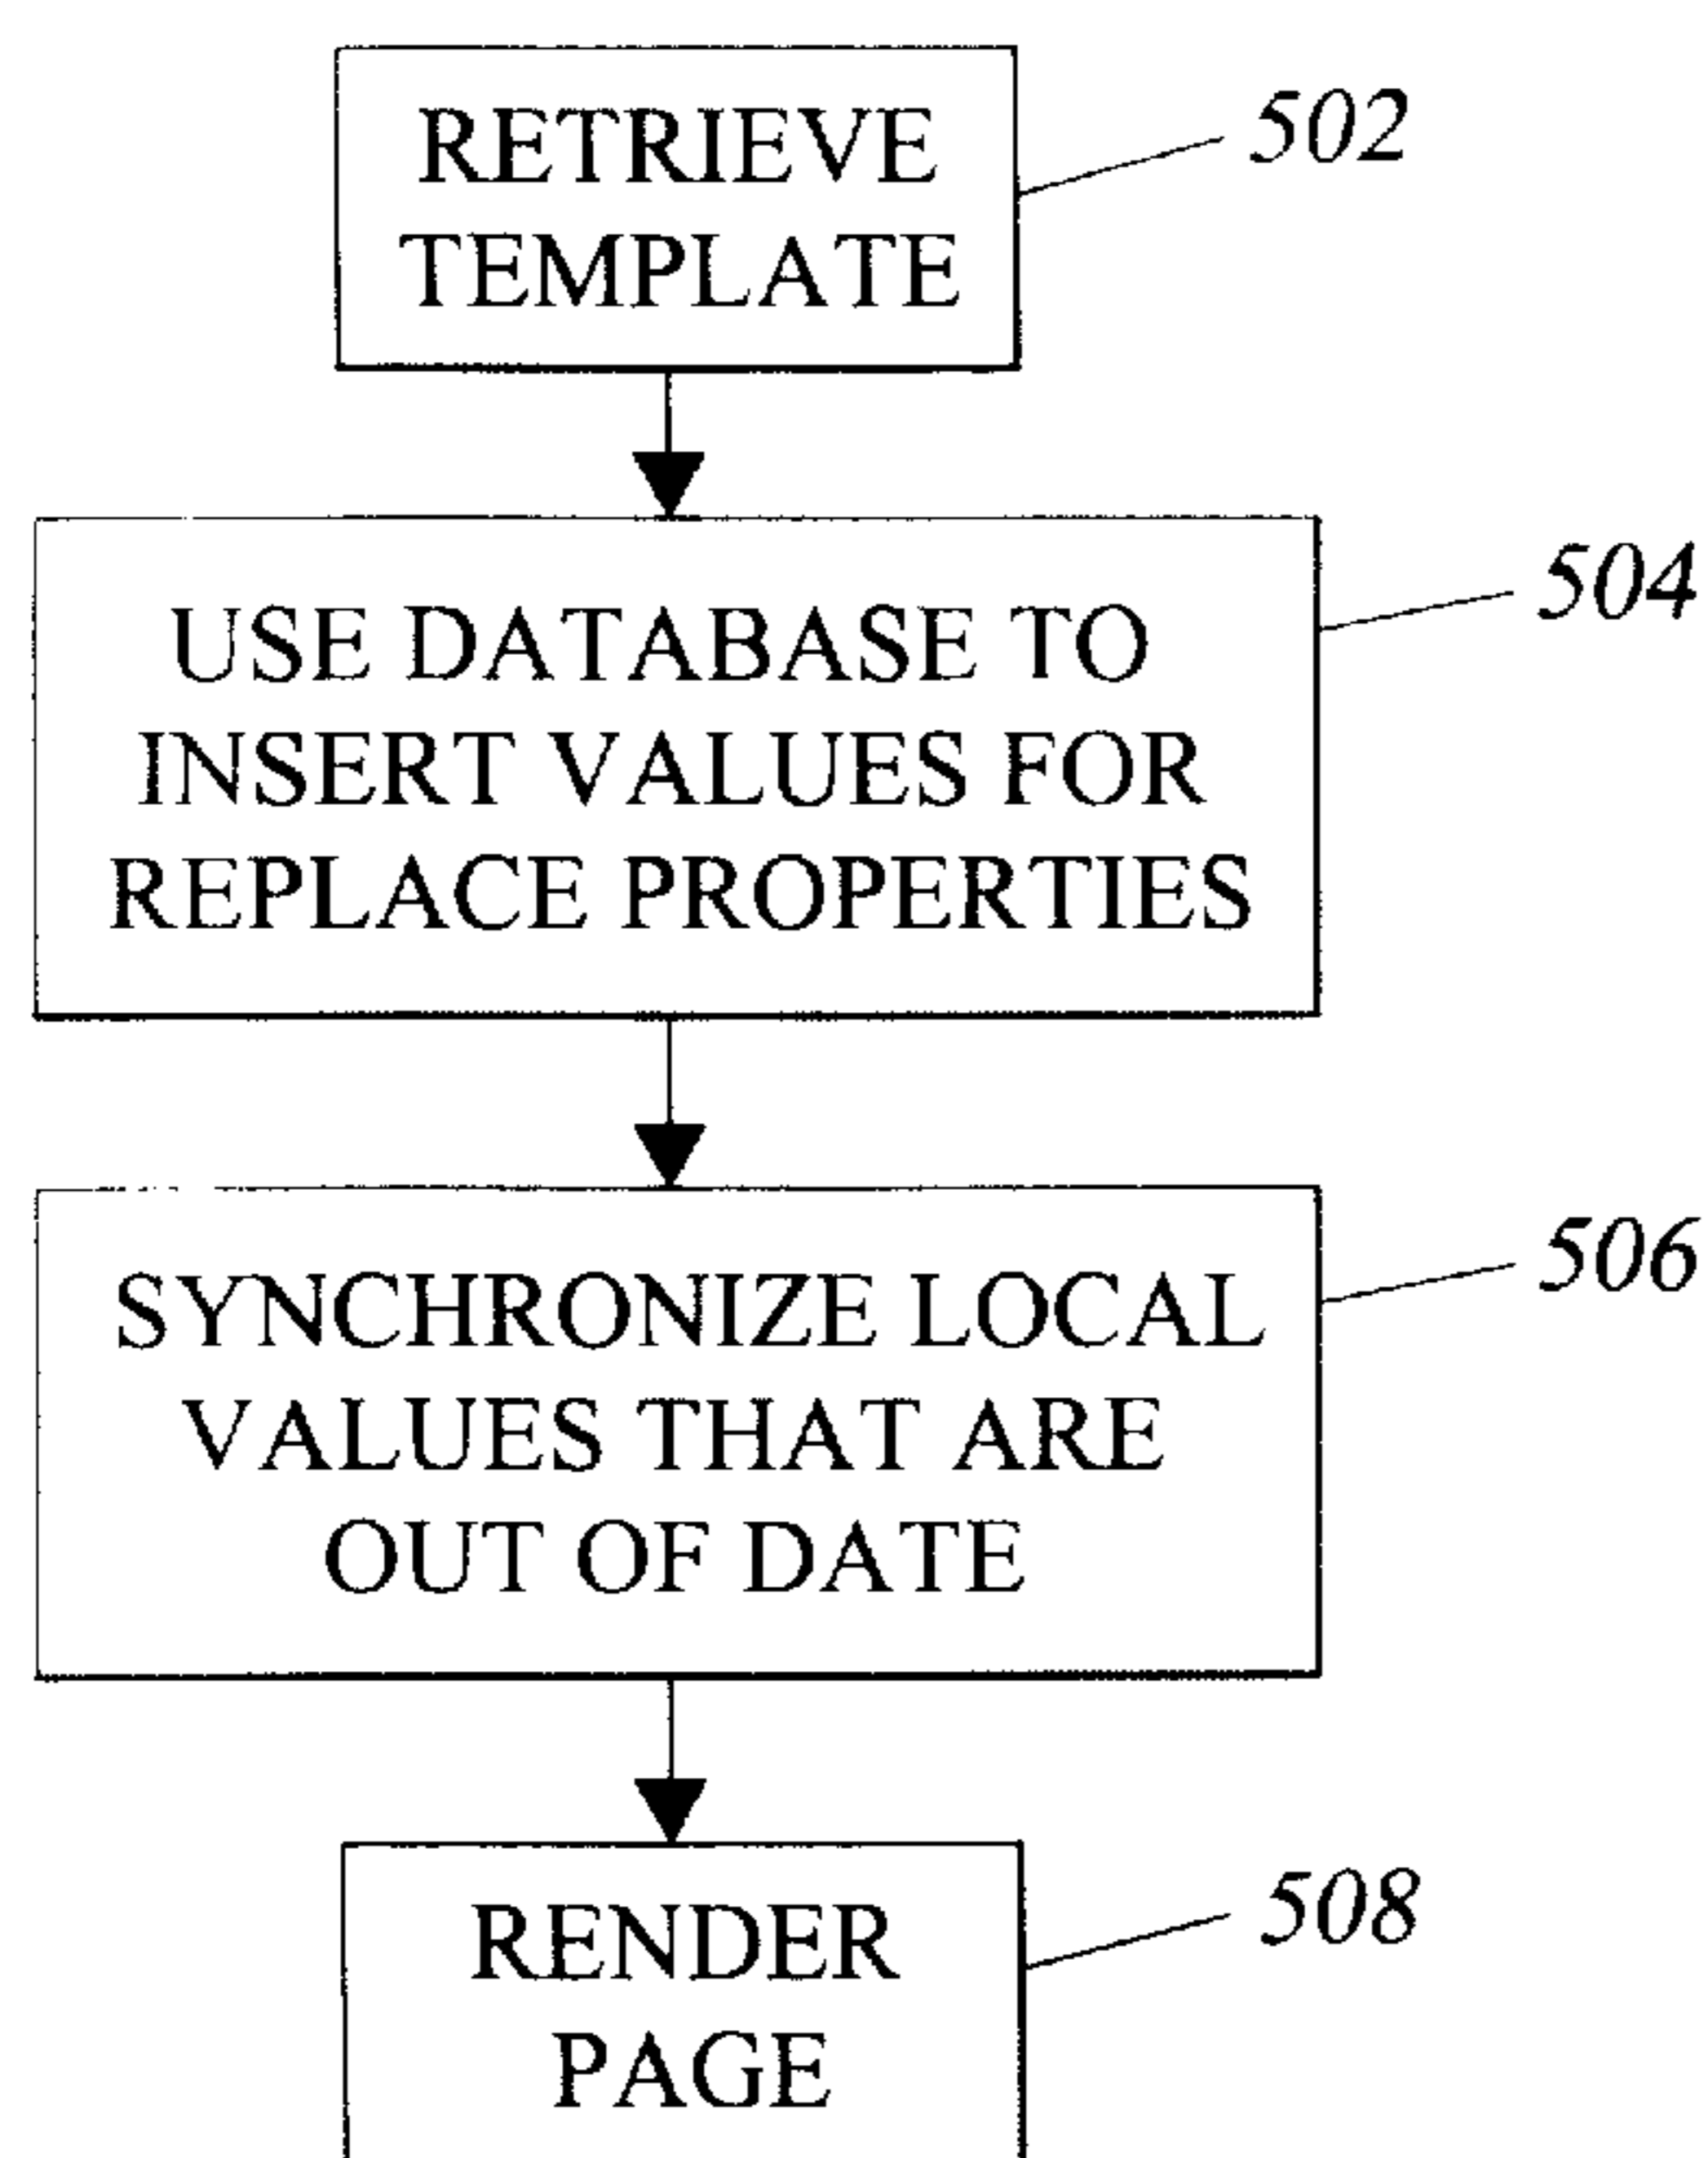 RETRIEVE
TEMPLATE
502
USE DATABASE TO
INSERT VALUES FOR
REPLACE PROPERTIES
504
SYNCHRONIZE LOCAL
VALUES THAT ARE
OUT OF DATE
506
RENDER
PAGE
508